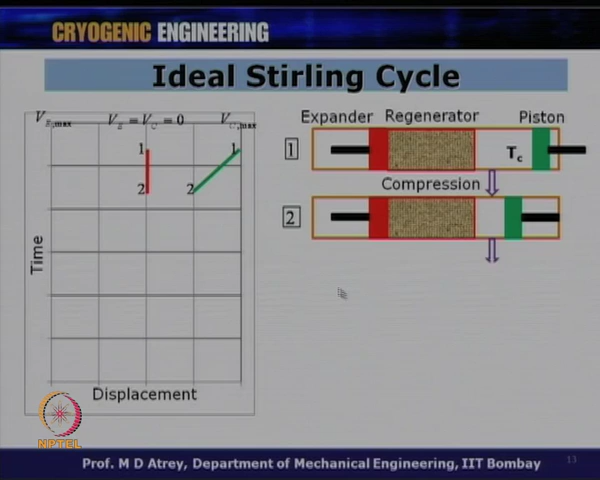 CRYOGENIC ENGINEERING
Ideal Stirling Cycle
V_E,max V_E = V_C = 0 V_C,max
Expander Regenerator Piston
1 1 1 T_c
Compression
2 2 2
Time
Displacement
NPTEL
Prof. M D Atrey, Department of Mechanical Engineering, IIT Bombay 13